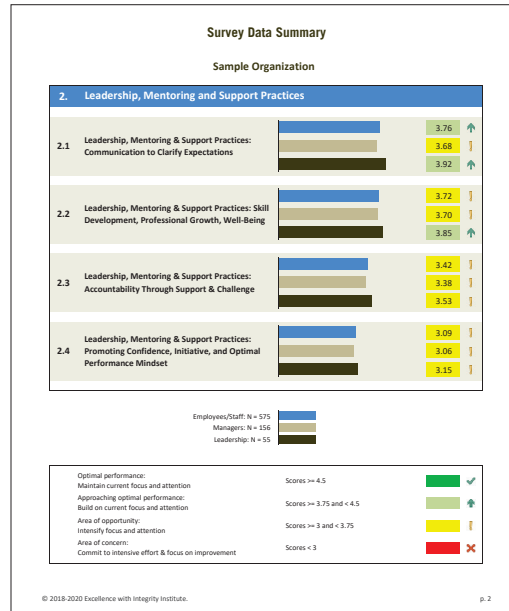 Survey Data Summary
Sample Organization
2. Leadership, Mentoring and Support Practices
2.1 Leadership, Mentoring & Support Practices:
Communication to Clarify Expectations
3.76
3.68
3.92
2.2 Leadership, Mentoring & Support Practices: Skill
Development, Professional Growth, Well-Being
3.72
3.70
3.85
2.3 Leadership, Mentoring & Support Practices:
Accountability Through Support & Challenge
3.42
3.38
3.53
2.4 Leadership, Mentoring & Support Practices:
Promoting Confidence, Initiative, and Optimal
Performance Mindset
3.09
3.06
3.15
Employees/Staff: N = 575
Managers: N = 156
Leadership: N = 55
Optimal performance:
Maintain current focus and attention
Scores >= 4.5
Approaching optimal performance:
Build on current focus and attention
Scores >= 3.75 and < 4.5
Area of opportunity:
Intensify focus and attention
Scores >= 3 and < 3.75
Area of concern:
Commit to intensive effort & focus on improvement
Scores < 3
© 2018-2020 Excellence with Integrity Institute.
p. 2